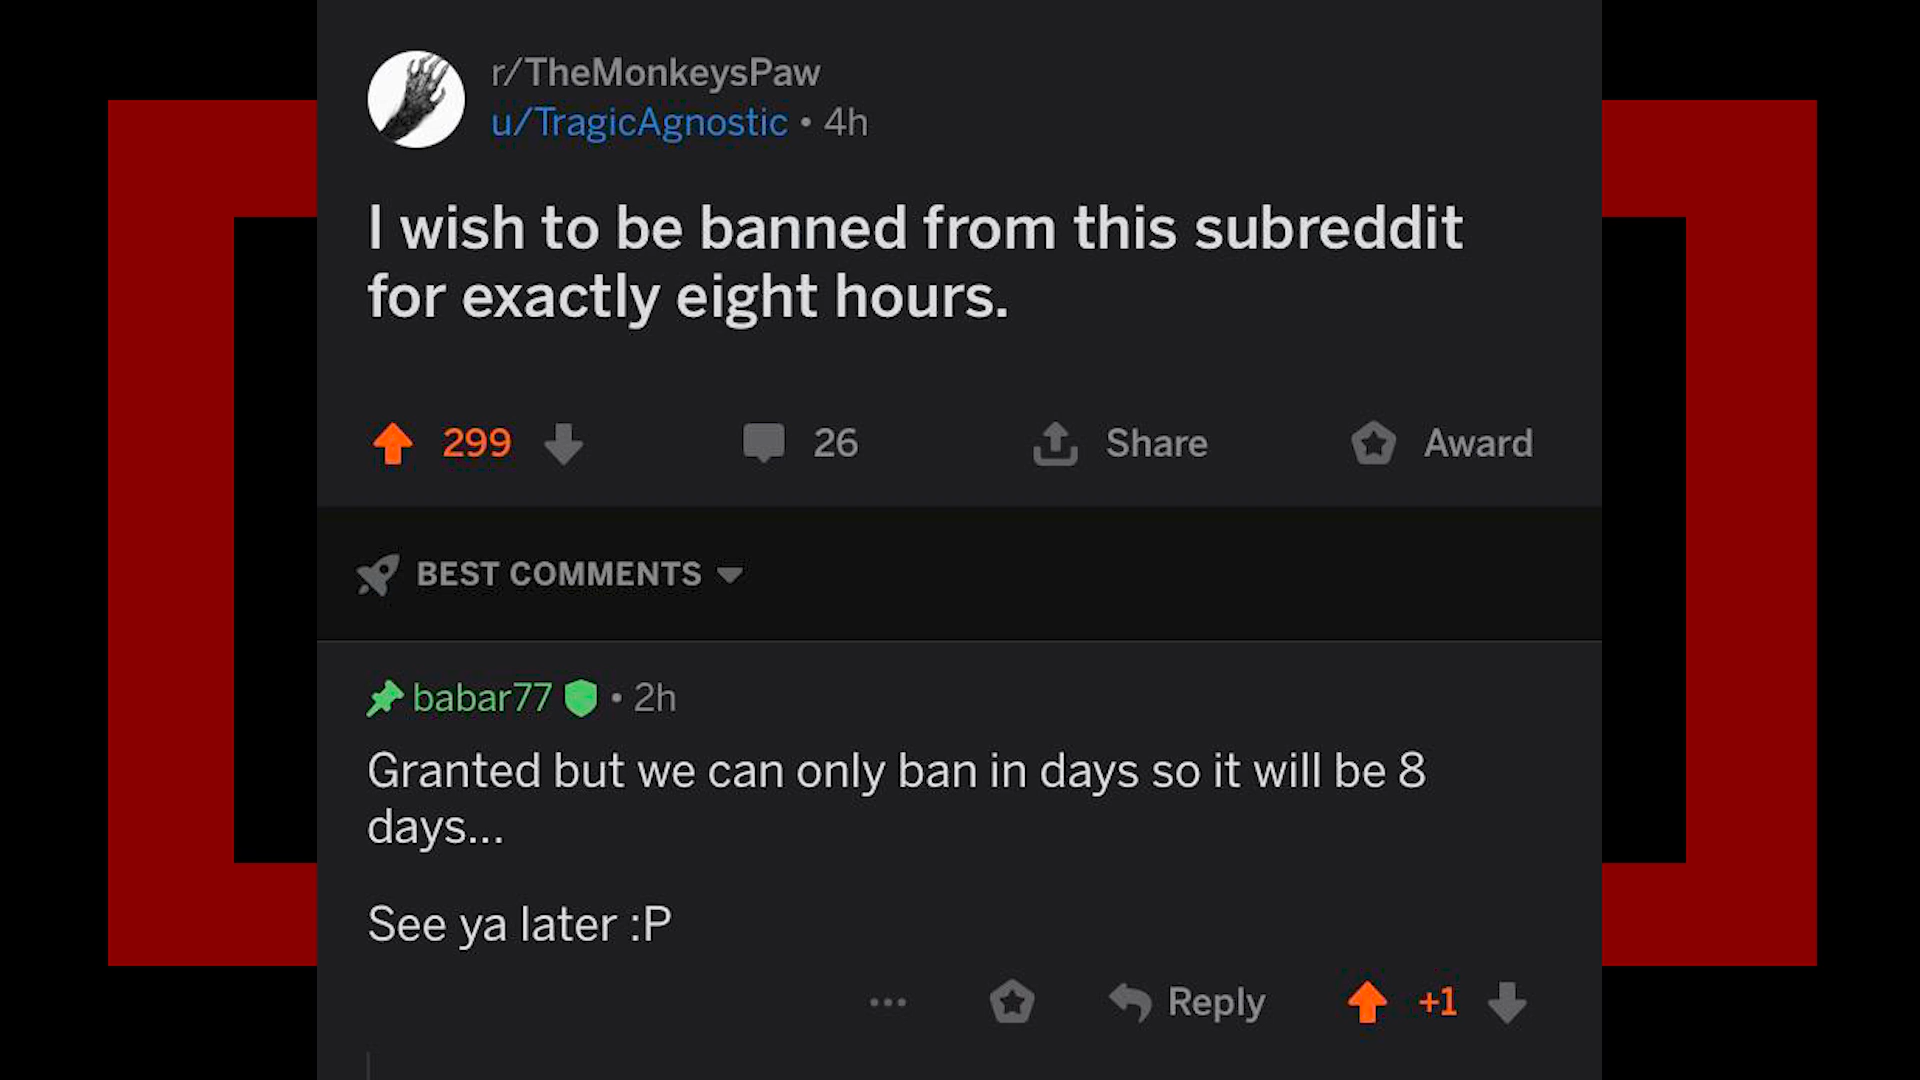 r/TheMonkeysPaw
u/TragicAgnostic • 4h
I wish to be banned from this subreddit
for exactly eight hours.
299 26 Share Award
BEST COMMENTS
babar77 • 2h
Granted but we can only ban in days so it will be 8
days...
See ya later :P
... Reply +1